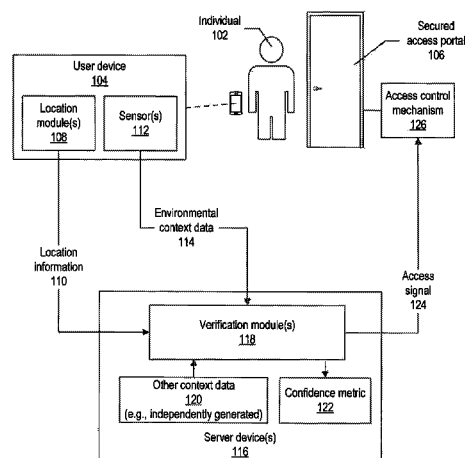 Individual
102
Secured
access portal
106
User device
104
Location
module(s)
108
Sensor(s)
112
Access control
mechanism
126
Environmental
context data
114
Location
information
110
Access
signal
124
Verification module(s)
118
Other context data
120
(e.g., independently generated)
Confidence metric
122
Server device(s)
116